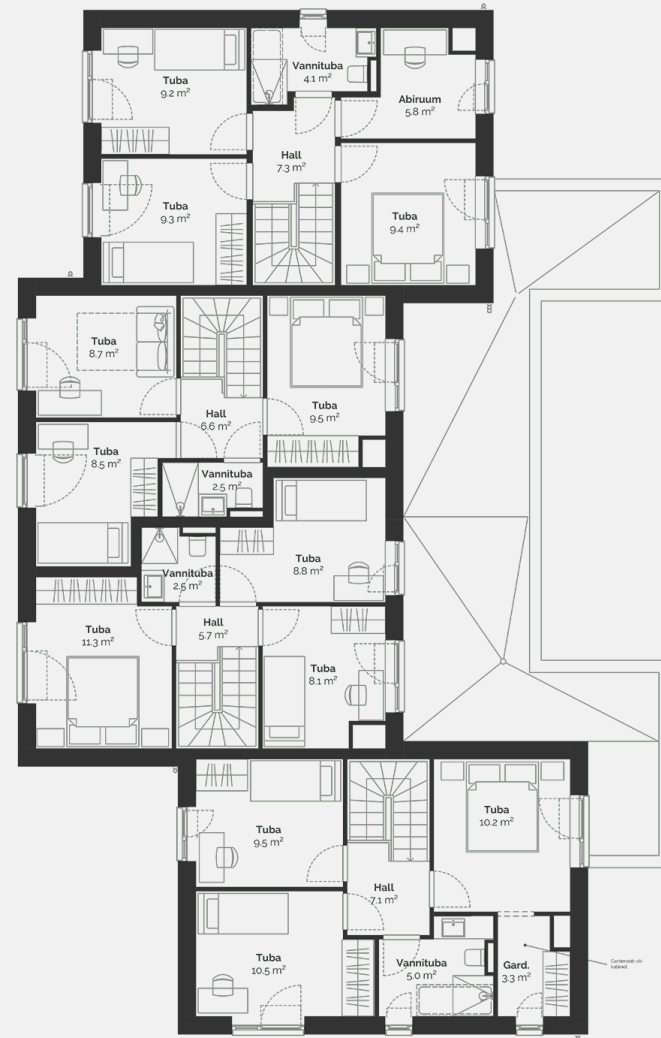 Tuba
9.2 m²
Vannituba
4.1 m²
Abiruum
5.8 m²
Hall
7.3 m²
Tuba
9.3 m²
Tuba
9.4 m²
Tuba
8.7 m²
Tuba
9.5 m²
Hall
6.6 m²
Tuba
8.5 m²
Vannituba
2.5 m²
Tuba
8.8 m²
Vannituba
2.5 m²
Tuba
11.3 m²
Hall
5.7 m²
Tuba
8.1 m²
Tuba
9.5 m²
Tuba
10.2 m²
Hall
7.1 m²
Tuba
10.5 m²
Vannituba
5.0 m²
Gard.
3.3 m²
Garderoob või
kabinet